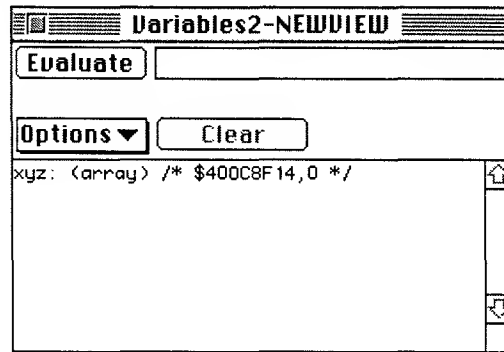 Variables2-NEWVIEW
Evaluate
Options Clear
xyz: (array) /* $400C8F14,0 */